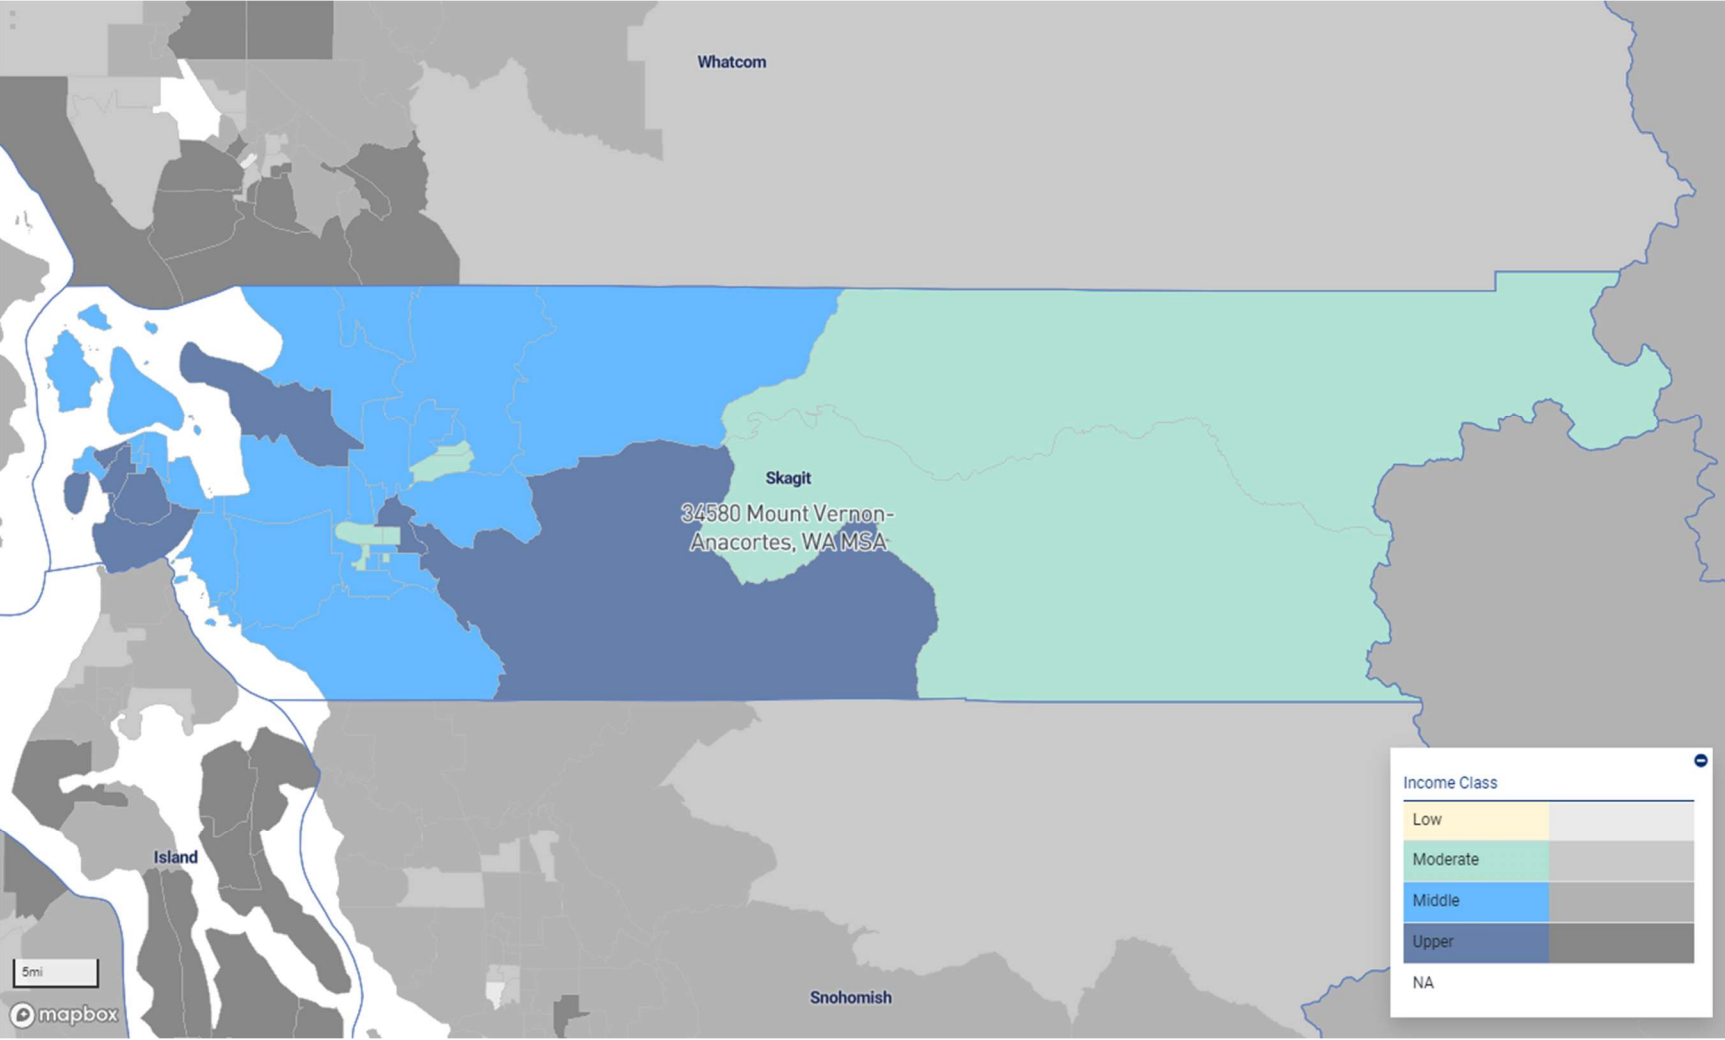 Whatcom
Skagit
34580 Mount Vernon-
Anacortes, WA MSA
Island
Snohomish
5mi
mapbox
Income Class
Low
Moderate
Middle
Upper
NA